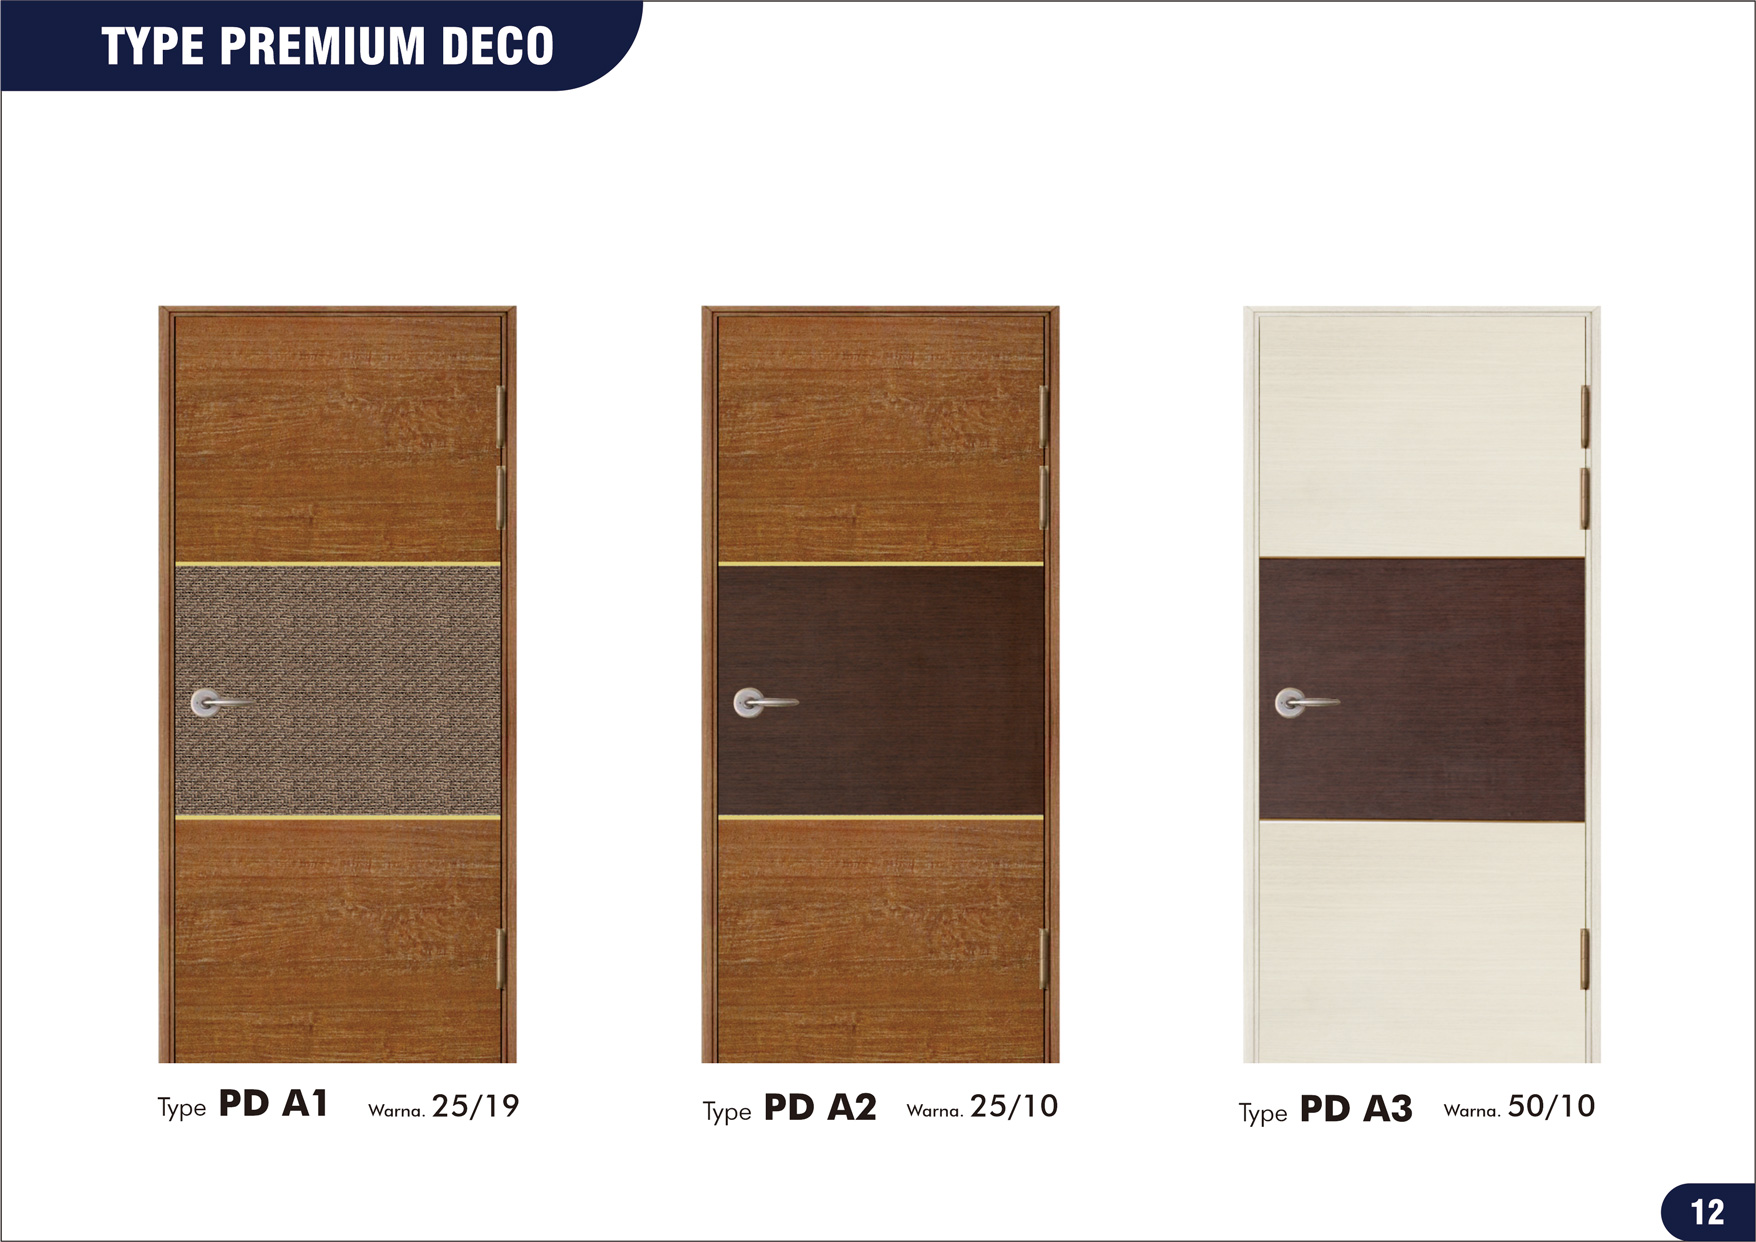 TYPE PREMIUM DECO
Type PD A1 Warna. 25/19
Type PD A2 Warna. 25/10
Type PD A3 Warna. 50/10
12